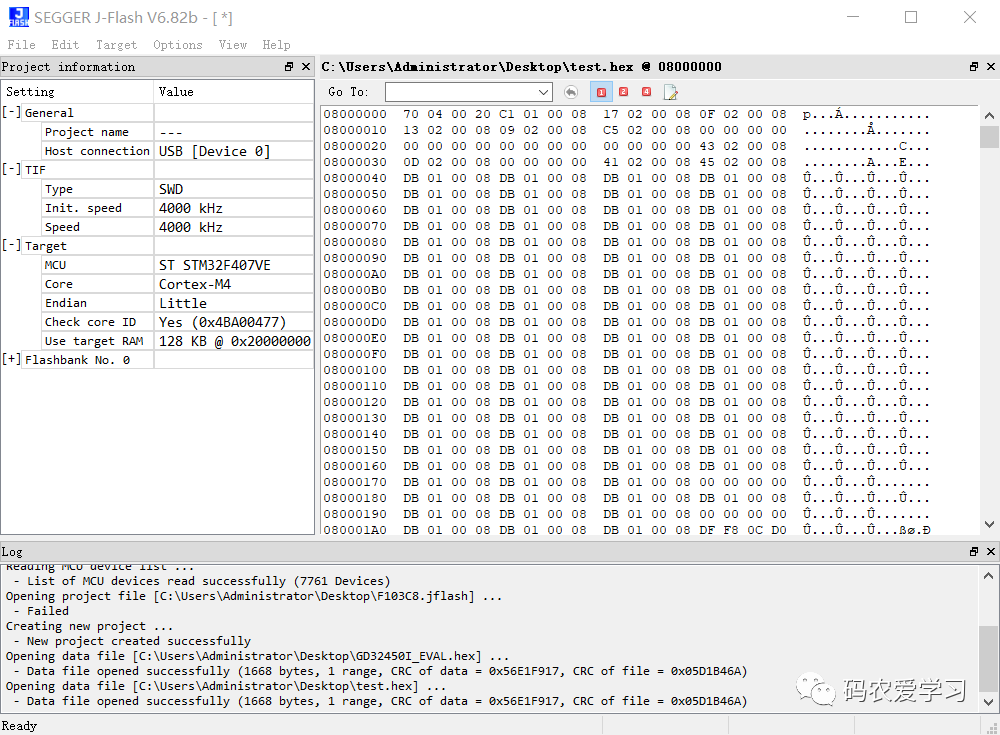 SEGGER J-Flash V6.82b - [ *]
File Edit Target Options View Help
Project information
Setting Value
[-] General
Project name ---
Host connection USB [Device 0]
[-] TIF
Type SWD
Init. speed 4000 kHz
Speed 4000 kHz
[-] Target
MCU ST STM32F407VE
Core Cortex-M4
Endian Little
Check core ID Yes (0x4BA00477)
Use target RAM 128 KB @ 0x20000000
[+] Flashbank No. 0
C:\Users\Administrator\Desktop\test.hex @ 08000000
Go To: 1 2 4
08000000 70 04 00 20 C1 01 00 08 17 02 00 08 0F 02 00 08 p.. Á...........
08000010 13 02 00 08 09 02 00 08 C5 02 00 08 00 00 00 00 ........Å.......
08000020 00 00 00 00 00 00 00 00 00 00 00 00 43 02 00 08 ............C...
08000030 0D 02 00 08 00 00 00 00 41 02 00 08 45 02 00 08 ........A...E...
08000040 DB 01 00 08 DB 01 00 08 DB 01 00 08 DB 01 00 08 Û...Û...Û...Û...
08000050 DB 01 00 08 DB 01 00 08 DB 01 00 08 DB 01 00 08 Û...Û...Û...Û...
08000060 DB 01 00 08 DB 01 00 08 DB 01 00 08 DB 01 00 08 Û...Û...Û...Û...
08000070 DB 01 00 08 DB 01 00 08 DB 01 00 08 DB 01 00 08 Û...Û...Û...Û...
08000080 DB 01 00 08 DB 01 00 08 DB 01 00 08 DB 01 00 08 Û...Û...Û...Û...
08000090 DB 01 00 08 DB 01 00 08 DB 01 00 08 DB 01 00 08 Û...Û...Û...Û...
080000A0 DB 01 00 08 DB 01 00 08 DB 01 00 08 DB 01 00 08 Û...Û...Û...Û...
080000B0 DB 01 00 08 DB 01 00 08 DB 01 00 08 DB 01 00 08 Û...Û...Û...Û...
080000C0 DB 01 00 08 DB 01 00 08 DB 01 00 08 DB 01 00 08 Û...Û...Û...Û...
080000D0 DB 01 00 08 DB 01 00 08 DB 01 00 08 DB 01 00 08 Û...Û...Û...Û...
080000E0 DB 01 00 08 DB 01 00 08 DB 01 00 08 DB 01 00 08 Û...Û...Û...Û...
080000F0 DB 01 00 08 DB 01 00 08 DB 01 00 08 DB 01 00 08 Û...Û...Û...Û...
08000100 DB 01 00 08 DB 01 00 08 DB 01 00 08 DB 01 00 08 Û...Û...Û...Û...
08000110 DB 01 00 08 DB 01 00 08 DB 01 00 08 DB 01 00 08 Û...Û...Û...Û...
08000120 DB 01 00 08 DB 01 00 08 DB 01 00 08 DB 01 00 08 Û...Û...Û...Û...
08000130 DB 01 00 08 DB 01 00 08 DB 01 00 08 DB 01 00 08 Û...Û...Û...Û...
08000140 DB 01 00 08 DB 01 00 08 DB 01 00 08 DB 01 00 08 Û...Û...Û...Û...
08000150 DB 01 00 08 DB 01 00 08 DB 01 00 08 DB 01 00 08 Û...Û...Û...Û...
08000160 DB 01 00 08 DB 01 00 08 DB 01 00 08 DB 01 00 08 Û...Û...Û...Û...
08000170 DB 01 00 08 DB 01 00 08 DB 01 00 08 00 00 00 00 Û...Û...Û.......
08000180 DB 01 00 08 DB 01 00 08 DB 01 00 08 DB 01 00 08 Û...Û...Û...Û...
08000190 DB 01 00 08 DB 01 00 08 DB 01 00 08 00 00 00 00 Û...Û...Û.......
080001A0 DB 01 00 08 DB 01 00 08 DB 01 00 08 DF F8 0C D0 Û...Û...Û...ßø.Ð
Log
Reading MCU device list ...
- List of MCU devices read successfully (7761 Devices)
Opening project file [C:\Users\Administrator\Desktop\F103C8.jflash] ...
- Failed
Creating new project ...
- New project created successfully
Opening data file [C:\Users\Administrator\Desktop\GD32450I_EVAL.hex] ...
- Data file opened successfully (1668 bytes, 1 range, CRC of data = 0x56E1F917, CRC of file = 0x05D1B46A)
Opening data file [C:\Users\Administrator\Desktop\test.hex] ...
- Data file opened successfully (1668 bytes, 1 range, CRC of data = 0x56E1F917, CRC of file = 0x05D1B46A)
码农爱学习
Ready